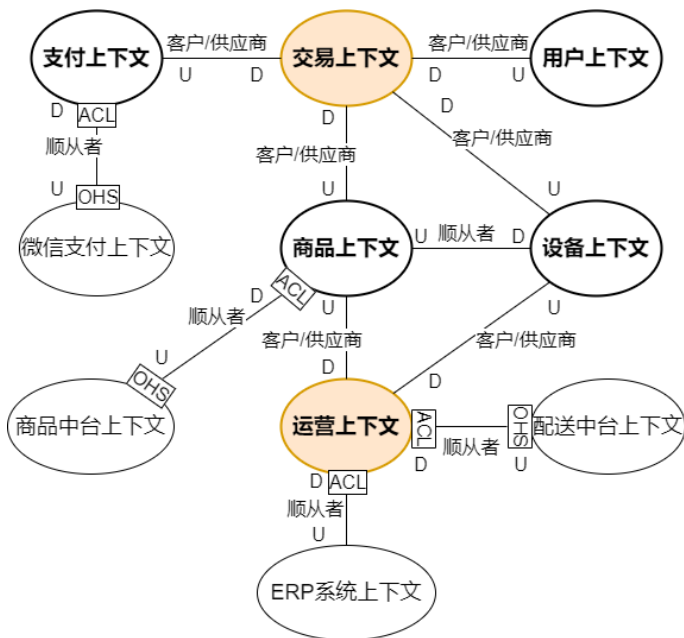 支付上下文
客户/供应商
U
D
交易上下文
客户/供应商
D
U
用户上下文
D
ACL
顺从者
U
OHS
微信支付上下文
D
客户/供应商
U
D
客户/供应商
U
商品上下文
U
顺从者
D
设备上下文
ACL
D
顺从者
U
OHS
商品中台上下文
U
客户/供应商
D
U
客户/供应商
D
运营上下文
ACL
D
顺从者
OHS
U
配送中台上下文
D
ACL
顺从者
U
ERP系统上下文